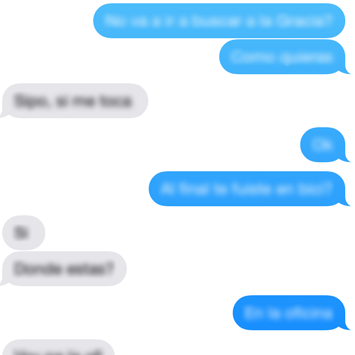 No va a ir a buscar a la Gracia?
Como quieras
Sipo, si me toca
Ok
Al final te fuiste en bici?
Si
Donde estas?
En la oficina